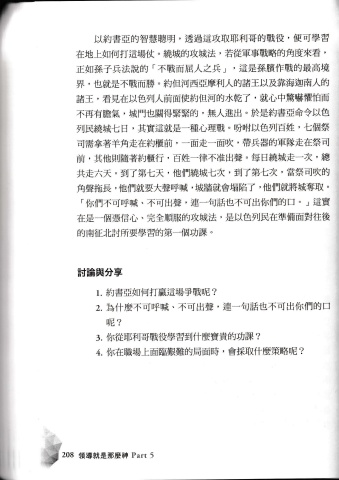 以約書亞的智慧聰明,透過這攻取耶利哥的戰役,便可學習
在地上如何打這場仗。繞城的攻城法,若從軍事戰略的角度來看,
正如孫子兵法說的「不戰而屈人之兵」,這是孫臏作戰的最高境
界,也就是不戰而勝。約但河西亞摩利人的諸王以及靠海迦南人的
諸王,看見在以色列人前面使約但河的水乾了,就心中驚嚇懼怕而
不再有膽氣,城門也關得緊緊的,無人進出。於是約書亞命令以色
列民繞城七日,其實這就是一種心理戰。吩咐以色列百姓,七個祭
司需拿著羊角走在約櫃前,一面走一面吹,帶兵器的軍隊走在祭司
前,其他則隨著約櫃行,百姓一律不准出聲。每日繞城走一次,總
共走六天,到了第七天,他們繞城七次,到了第七次,當祭司吹的
角聲拖長,他們就要大聲呼喊,城牆就會塌陷了,他們就將城奪取。
「你們不可呼喊、不可出聲,連一句話也不可出你們的口。」這實
在是一個憑信心、完全順服的攻城法,是以色列民在準備面對往後
的南征北討所要學習的第一個功課。
討論與分享
1. 約書亞如何打贏這場爭戰呢?
2. 為什麼不可呼喊、不可出聲,連一句話也不可出你們的口
呢?
3. 你從耶利哥戰役學習到什麼寶貴的功課?
4. 你在職場上面臨艱難的局面時,會採取什麼策略呢?
208 領導就是那麼神 Part 5